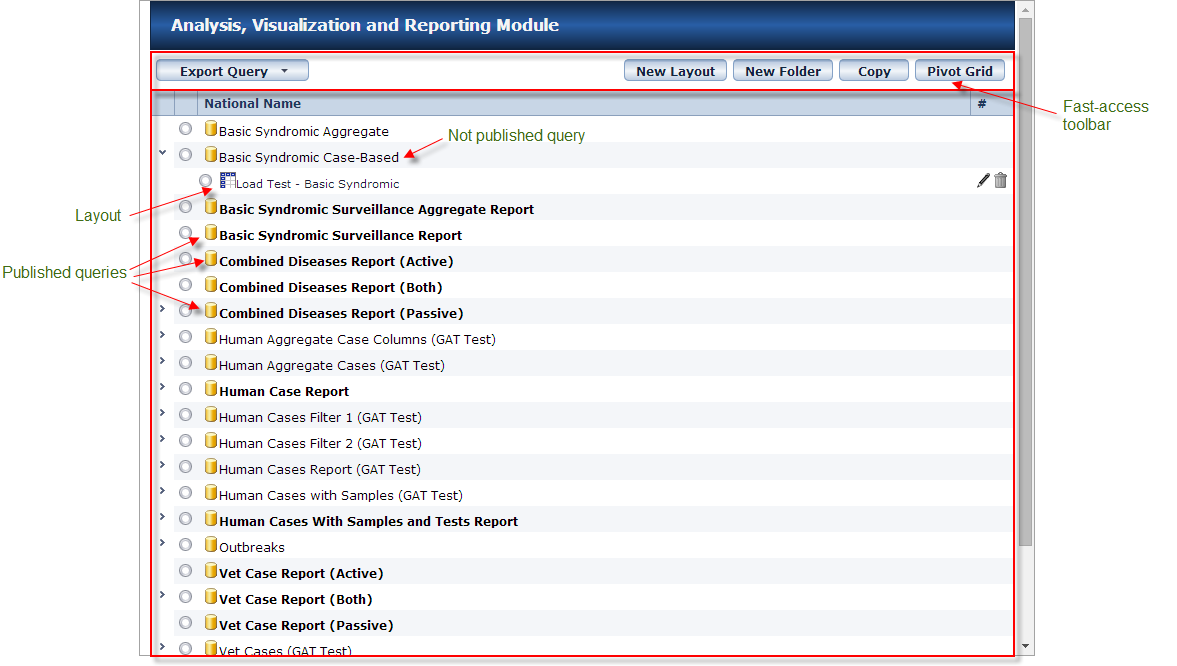 Analysis, Visualization and Reporting Module
Export Query
New Layout
New Folder
Copy
Pivot Grid
National Name
#
Fast-access
toolbar
Basic Syndromic Aggregate
Not published query
Basic Syndromic Case-Based
Load Test - Basic Syndromic
Layout
Basic Syndromic Surveillance Aggregate Report
Basic Syndromic Surveillance Report
Published queries
Combined Diseases Report (Active)
Combined Diseases Report (Both)
Combined Diseases Report (Passive)
Human Aggregate Case Columns (GAT Test)
Human Aggregate Cases (GAT Test)
Human Case Report
Human Cases Filter 1 (GAT Test)
Human Cases Filter 2 (GAT Test)
Human Cases Report (GAT Test)
Human Cases with Samples (GAT Test)
Human Cases With Samples and Tests Report
Outbreaks
Vet Case Report (Active)
Vet Case Report (Both)
Vet Case Report (Passive)
Vet Cases (GAT Test)